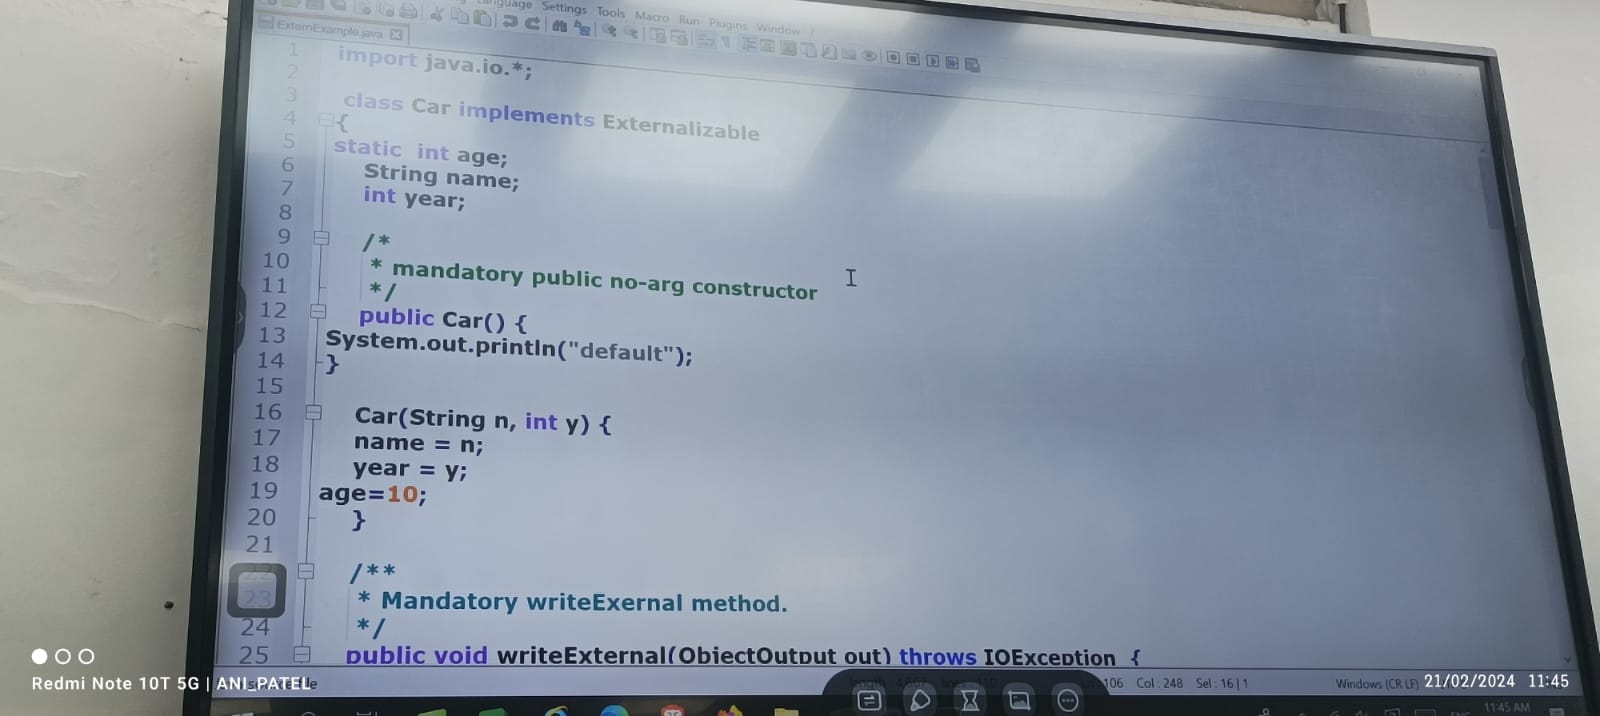 Language Settings Tools Macro Run Plugins Window ?
ExternExample.java
1 import java.io.*;
2
3 class Car implements Externalizable
4 {
5 static int age;
6 String name;
7 int year;
8
9 /*
10 * mandatory public no-arg constructor
11 */
12 public Car() {
13 System.out.println("default");
14 }
15
16 Car(String n, int y) {
17 name = n;
18 year = y;
19 age=10;
20 }
21
/**
23 * Mandatory writeExernal method.
24 */
25 public void writeExternal(ObjectOutput out) throws IOException {
106 Col : 248 Sel : 16 | 1 Windows (CR LF)
11:45 AM
Redmi Note 10T 5G | ANI PATEL
21/02/2024 11:45